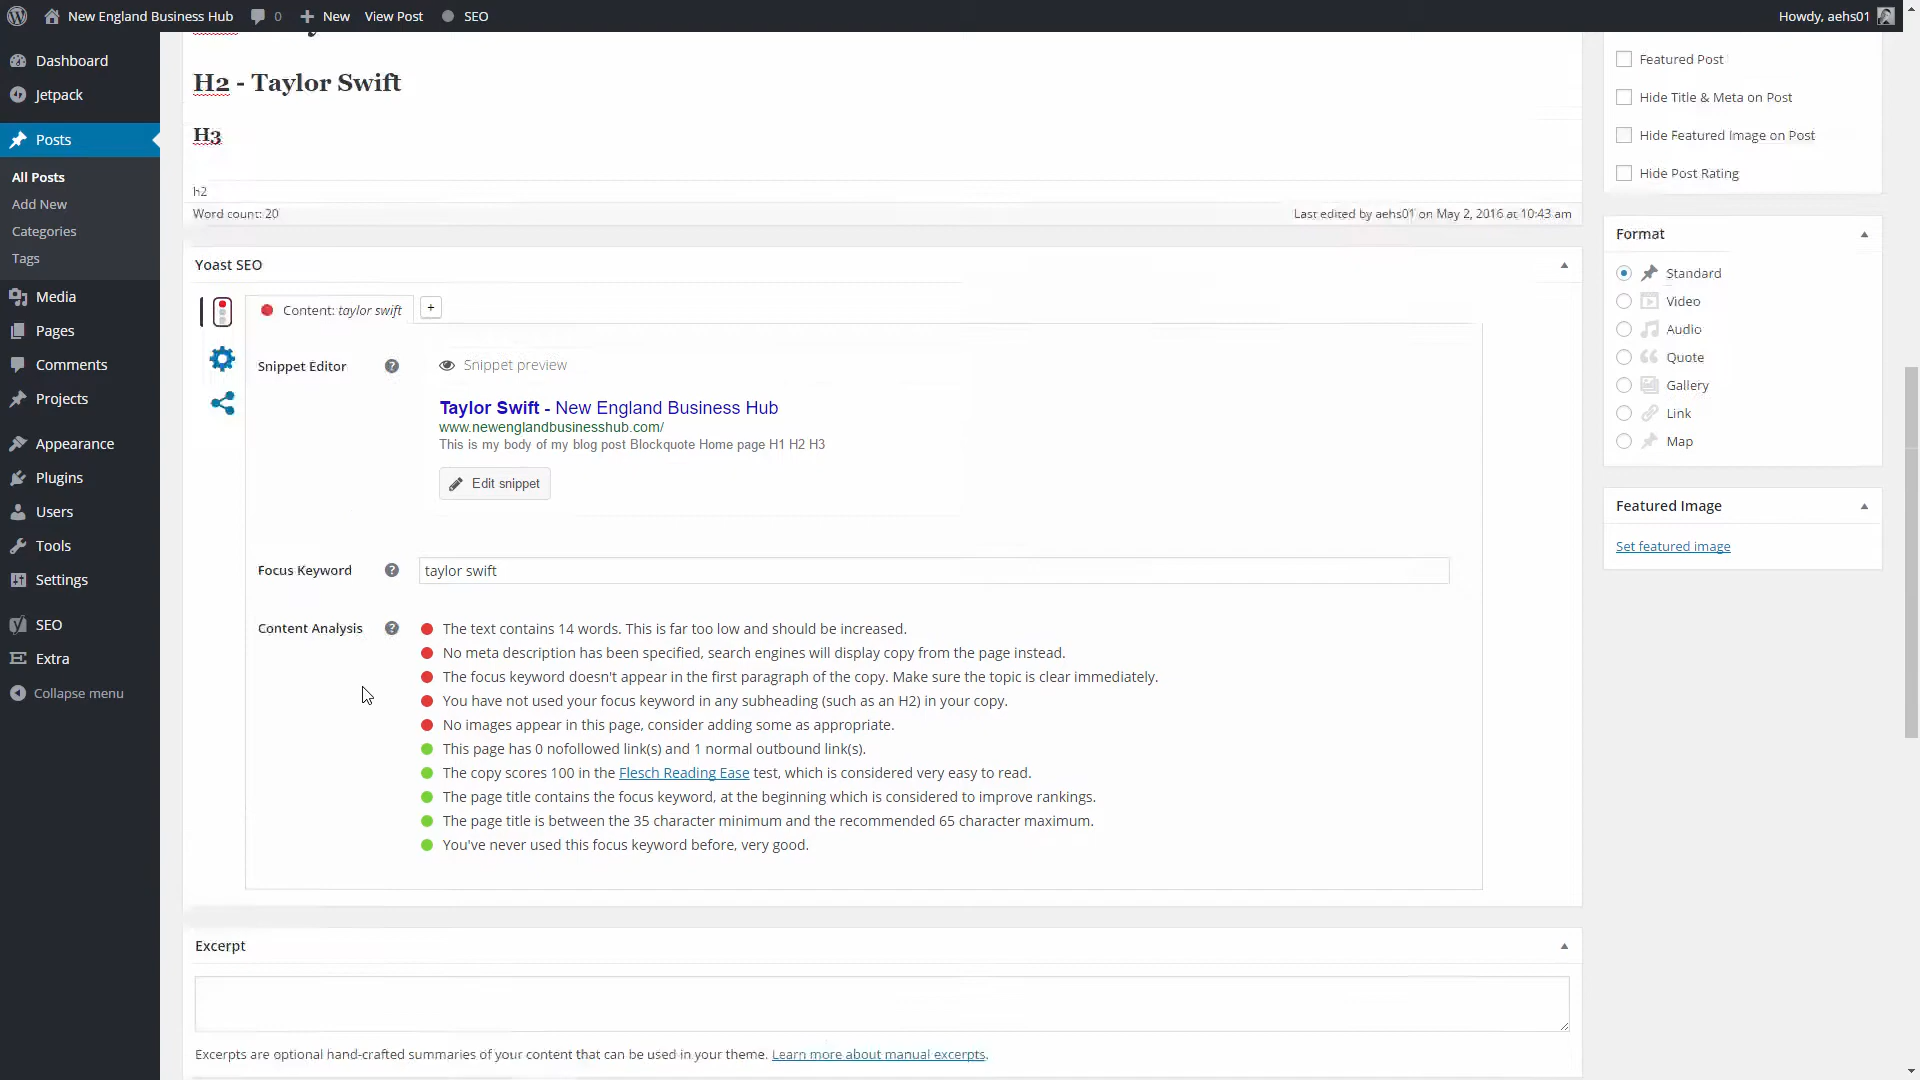 New England Business Hub
0
New
View Post
SEO
Howdy, aehs01
Dashboard
Jetpack
Posts
All Posts
Add New
Categories
Tags
Media
Pages
Comments
Projects
Appearance
Plugins
Users
Tools
Settings
SEO
Extra
Collapse menu
H2 - Taylor Swift
H3
h2
Word count: 20
Last edited by aehs01 on May 2, 2016 at 10:43 am
Yoast SEO
Content: taylor swift
+
Snippet Editor
?
Snippet preview
Taylor Swift - New England Business Hub
www.newenglandbusinesshub.com/
This is my body of my blog post Blockquote Home page H1 H2 H3
Edit snippet
Focus Keyword
?
taylor swift
Content Analysis
?
The text contains 14 words. This is far too low and should be increased.
No meta description has been specified, search engines will display copy from the page instead.
The focus keyword doesn't appear in the first paragraph of the copy. Make sure the topic is clear immediately.
You have not used your focus keyword in any subheading (such as an H2) in your copy.
No images appear in this page, consider adding some as appropriate.
This page has 0 nofollowed link(s) and 1 normal outbound link(s).
The copy scores 100 in the Flesch Reading Ease test, which is considered very easy to read.
The page title contains the focus keyword, at the beginning which is considered to improve rankings.
The page title is between the 35 character minimum and the recommended 65 character maximum.
You've never used this focus keyword before, very good.
Excerpt
Excerpts are optional hand-crafted summaries of your content that can be used in your theme. Learn more about manual excerpts.
Featured Post
Hide Title & Meta on Post
Hide Featured Image on Post
Hide Post Rating
Format
Standard
Video
Audio
Quote
Gallery
Link
Map
Featured Image
Set featured image